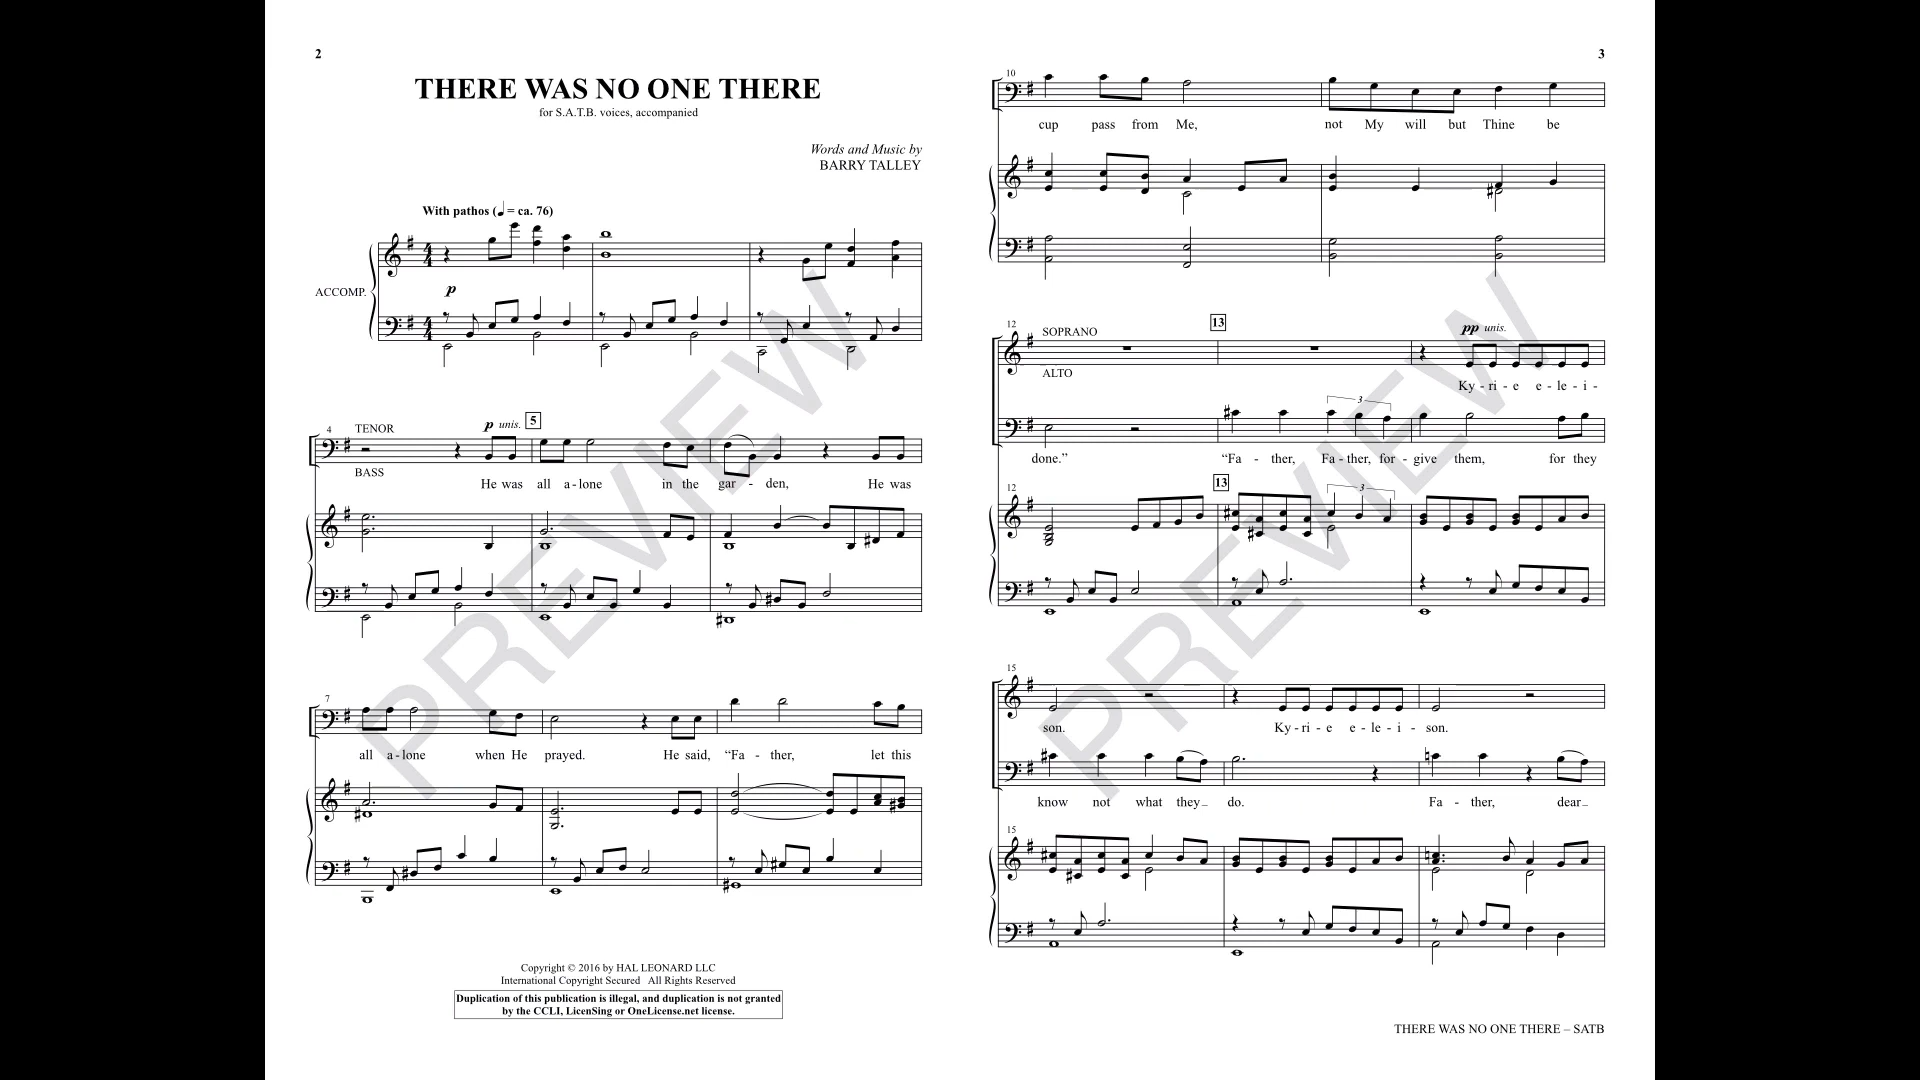 2
THERE WAS NO ONE THERE
for S.A.T.B. voices, accompanied
Words and Music by
BARRY TALLEY
With pathos (♩ = ca. 76)
ACCOMP.
p
4
TENOR
p unis.
5
BASS
He was all a - lone in the gar - den, He was
7
all a - lone when He prayed. He said, “Fa - ther, let this
Copyright © 2016 by HAL LEONARD LLC
International Copyright Secured All Rights Reserved
Duplication of this publication is illegal, and duplication is not granted
by the CCLI, LicenSing or OneLicense.net license.
3
10
cup pass from Me, not My will but Thine be
12
SOPRANO
13
pp unis.
ALTO
Ky - ri - e e - le - i -
3
done.” “Fa - ther, Fa - ther, for - give them, for they
12
13
3
15
son. Ky - ri - e e - le - i - son.
know not what they_ do. Fa - ther, dear_
15
THERE WAS NO ONE THERE – SATB
PREVIEW
PREVIEW